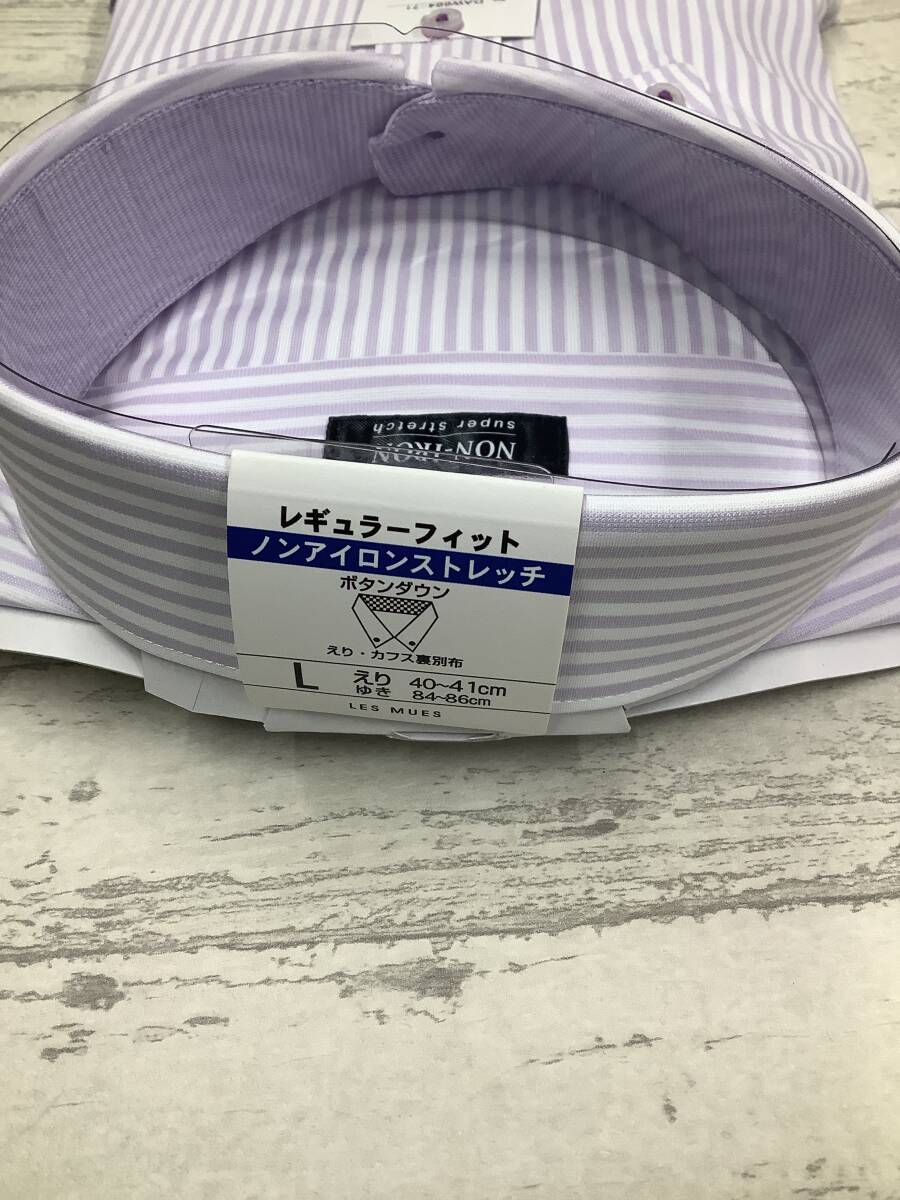 super stretch
NON-IRON
レギュラーフィット
ノンアイロンストレッチ
ボタンダウン
えり・カフス裏別布
L えり 40~41cm
ゆき 84~86cm
LES MUES